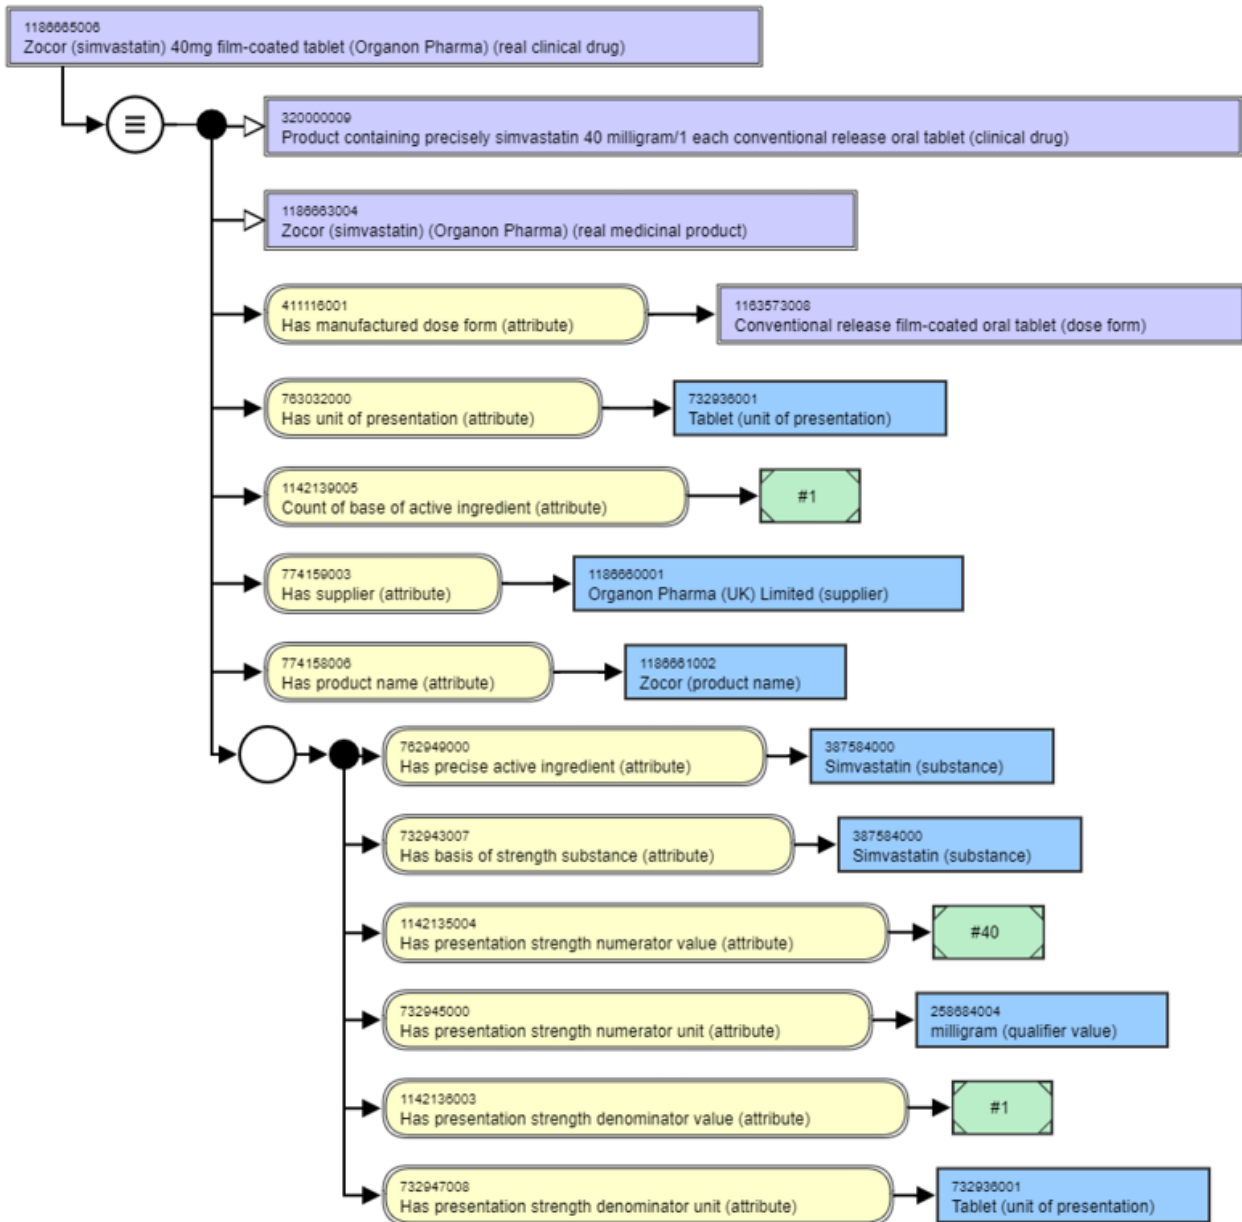 1186665006
Zocor (simvastatin) 40mg film-coated tablet (Organon Pharma) (real clinical drug)
320000009
Product containing precisely simvastatin 40 milligram/1 each conventional release oral tablet (clinical drug)
1186663004
Zocor (simvastatin) (Organon Pharma) (real medicinal product)
411116001
Has manufactured dose form (attribute)
1163573008
Conventional release film-coated oral tablet (dose form)
763032000
Has unit of presentation (attribute)
732936001
Tablet (unit of presentation)
1142139005
Count of base of active ingredient (attribute)
#1
774159003
Has supplier (attribute)
1186660001
Organon Pharma (UK) Limited (supplier)
774158006
Has product name (attribute)
1186661002
Zocor (product name)
762949000
Has precise active ingredient (attribute)
387584000
Simvastatin (substance)
732943007
Has basis of strength substance (attribute)
387584000
Simvastatin (substance)
1142135004
Has presentation strength numerator value (attribute)
#40
732945000
Has presentation strength numerator unit (attribute)
258684004
milligram (qualifier value)
1142136003
Has presentation strength denominator value (attribute)
#1
732947008
Has presentation strength denominator unit (attribute)
732936001
Tablet (unit of presentation)